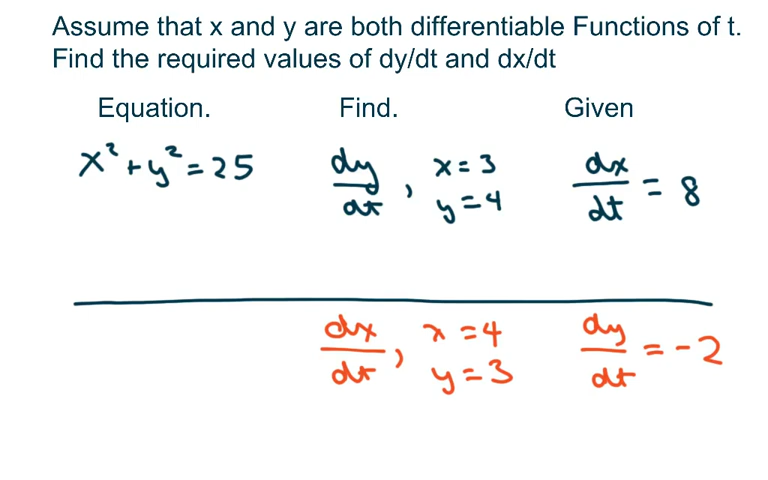 Assume that x and y are both differentiable Functions of t.
Find the required values of dy/dt and dx/dt
Equation. Find. Given
x² + y² = 25 dy/dt, x = 3 y = 4 dx/dt = 8
dx/dt, x = 4 y = 3 dy/dt = -2